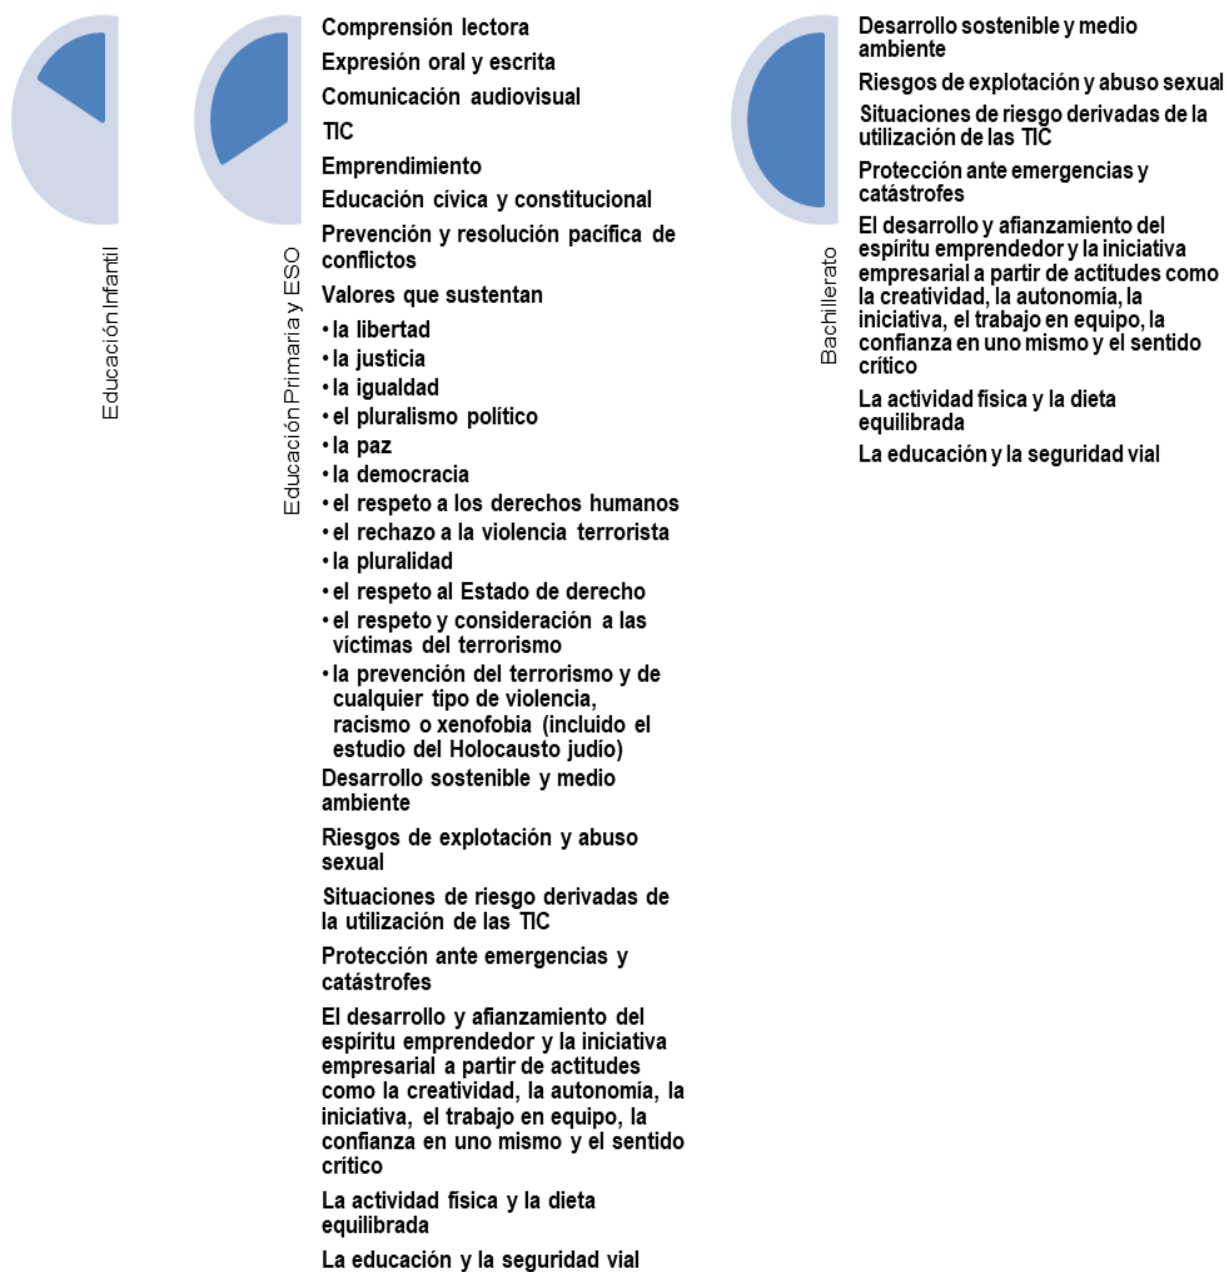 Educación Infantil
Educación Primaria y ESO
Comprensión lectora
Expresión oral y escrita
Comunicación audiovisual
TIC
Emprendimiento
Educación cívica y constitucional
Prevención y resolución pacífica de
conflictos
Valores que sustentan
• la libertad
• la justicia
• la igualdad
• el pluralismo político
• la paz
• la democracia
• el respeto a los derechos humanos
• el rechazo a la violencia terrorista
• la pluralidad
• el respeto al Estado de derecho
• el respeto y consideración a las
víctimas del terrorismo
• la prevención del terrorismo y de
cualquier tipo de violencia,
racismo o xenofobia (incluido el
estudio del Holocausto judío)
Desarrollo sostenible y medio
ambiente
Riesgos de explotación y abuso
sexual
Situaciones de riesgo derivadas de
la utilización de las TIC
Protección ante emergencias y
catástrofes
El desarrollo y afianzamiento del
espíritu emprendedor y la iniciativa
empresarial a partir de actitudes
como la creatividad, la autonomía, la
iniciativa, el trabajo en equipo, la
confianza en uno mismo y el sentido
crítico
La actividad física y la dieta
equilibrada
La educación y la seguridad vial
Bachillerato
Desarrollo sostenible y medio
ambiente
Riesgos de explotación y abuso sexual
Situaciones de riesgo derivadas de la
utilización de las TIC
Protección ante emergencias y
catástrofes
El desarrollo y afianzamiento del
espíritu emprendedor y la iniciativa
empresarial a partir de actitudes como
la creatividad, la autonomía, la
iniciativa, el trabajo en equipo, la
confianza en uno mismo y el sentido
crítico
La actividad física y la dieta
equilibrada
La educación y la seguridad vial